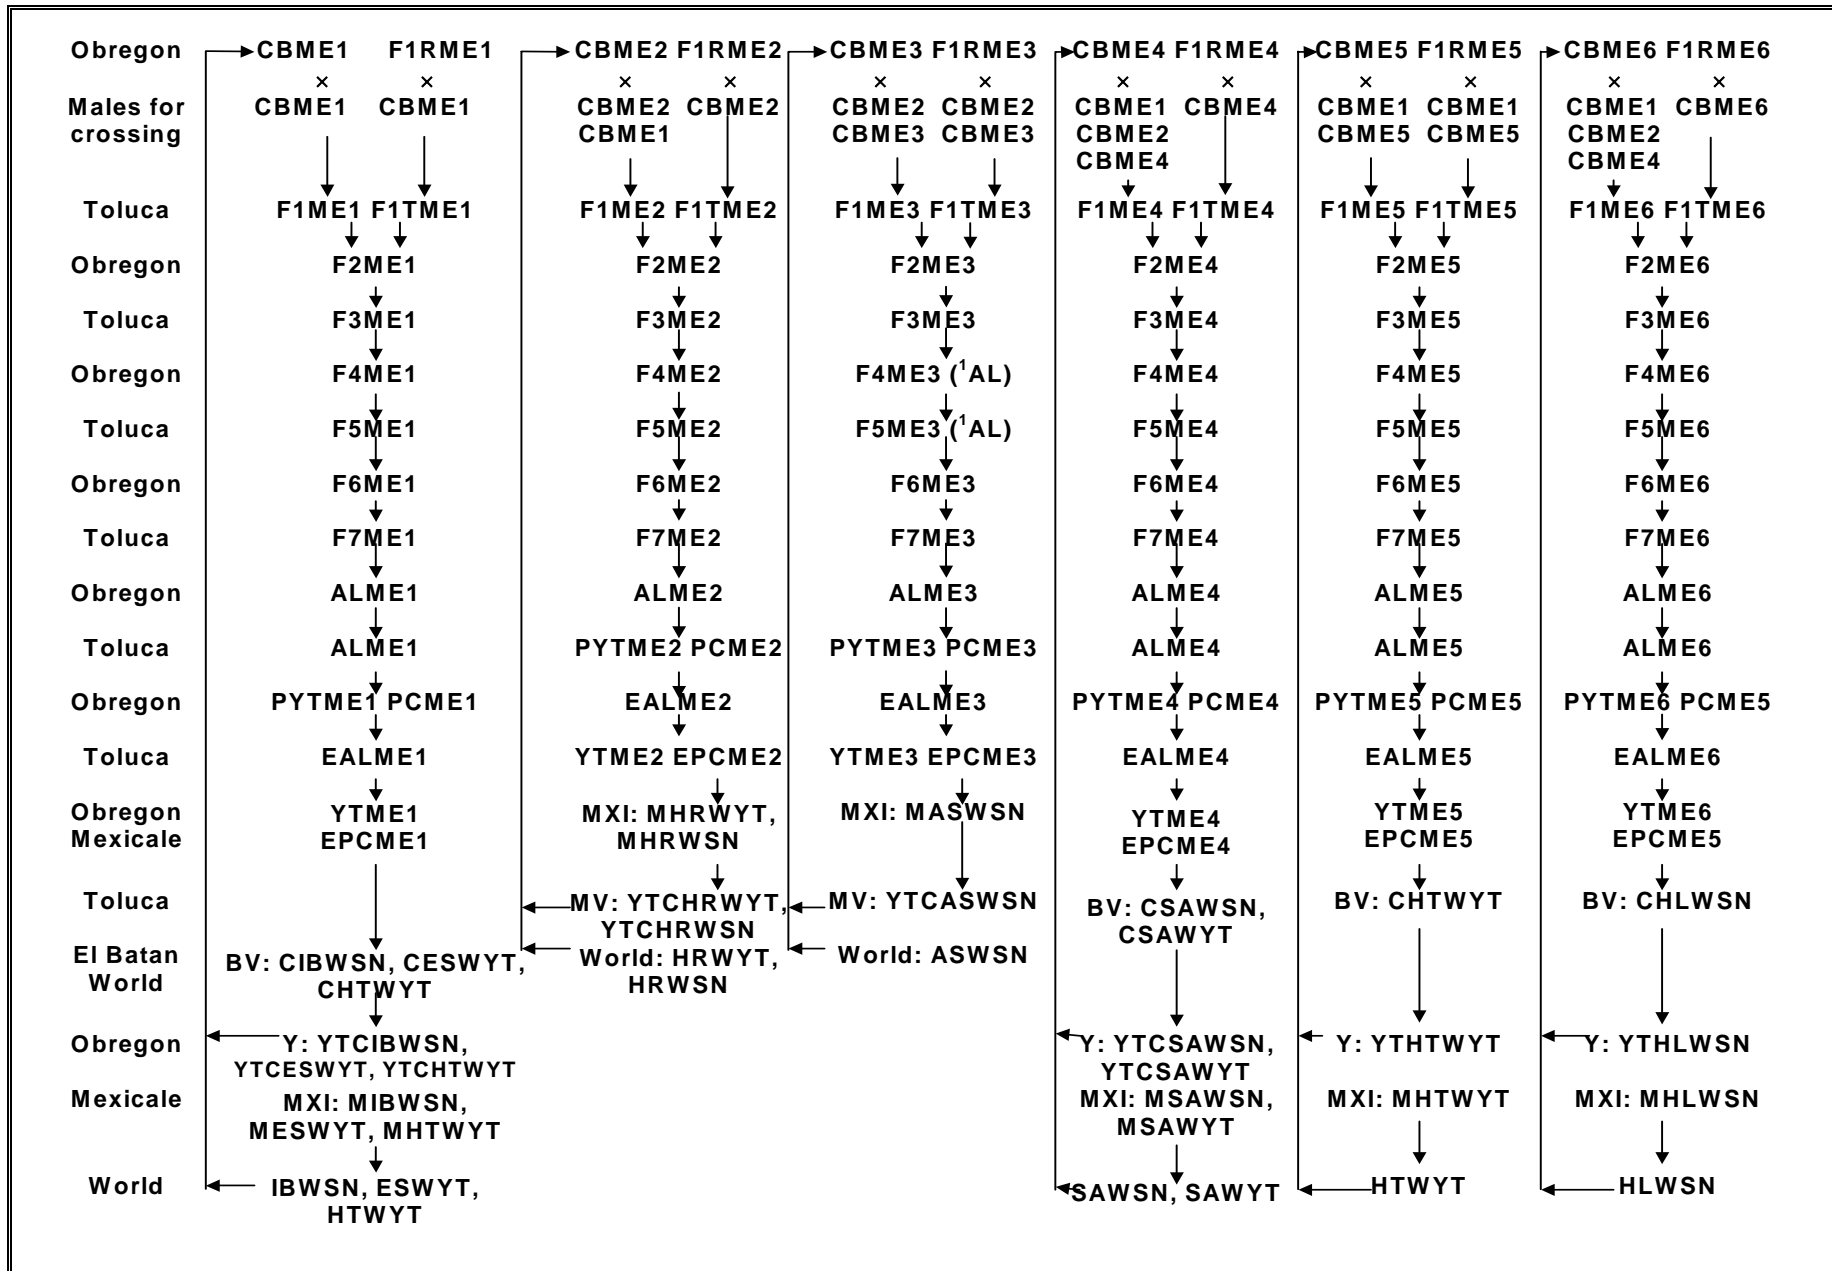 Obregon CBME1 F1RME1 CBME2 F1RME2 CBME3 F1RME3 CBME4 F1RME4 CBME5 F1RME5 CBME6 F1RME6
× × × × × × × × × × × ×
Males for CBME1 CBME1 CBME2 CBME2 CBME2 CBME2 CBME1 CBME4 CBME1 CBME1 CBME1 CBME6
crossing CBME1 CBME3 CBME3 CBME2 CBME5 CBME5 CBME2
CBME4 CBME4
Toluca F1ME1 F1TME1 F1ME2 F1TME2 F1ME3 F1TME3 F1ME4 F1TME4 F1ME5 F1TME5 F1ME6 F1TME6
Obregon F2ME1 F2ME2 F2ME3 F2ME4 F2ME5 F2ME6
Toluca F3ME1 F3ME2 F3ME3 F3ME4 F3ME5 F3ME6
Obregon F4ME1 F4ME2 F4ME3 (¹AL) F4ME4 F4ME5 F4ME6
Toluca F5ME1 F5ME2 F5ME3 (¹AL) F5ME4 F5ME5 F5ME6
Obregon F6ME1 F6ME2 F6ME3 F6ME4 F6ME5 F6ME6
Toluca F7ME1 F7ME2 F7ME3 F7ME4 F7ME5 F7ME6
Obregon ALME1 ALME2 ALME3 ALME4 ALME5 ALME6
Toluca ALME1 PYTME2 PCME2 PYTME3 PCME3 ALME4 ALME5 ALME6
Obregon PYTME1 PCME1 EALME2 EALME3 PYTME4 PCME4 PYTME5 PCME5 PYTME6 PCME5
Toluca EALME1 YTME2 EPCME2 YTME3 EPCME3 EALME4 EALME5 EALME6
Obregon YTME1 MXI: MHRWYT, MXI: MASWSN YTME4 YTME5 YTME6
Mexicale EPCME1 MHRWSN EPCME4 EPCME5 EPCME5
Toluca MV: YTCHRWYT, MV: YTCASWSN BV: CSAWSN, BV: CHTWYT BV: CHLWSN
YTCHRWSN CSAWYT
El Batan BV: CIBWSN, CESWYT, World: HRWYT, World: ASWSN
World CHTWYT HRWSN
Obregon Y: YTCIBWSN, Y: YTCSAWSN, Y: YTHTWYT Y: YTHLWSN
YTCESWYT, YTCHTWYT YTCSAWYT
Mexicale MXI: MIBWSN, MXI: MSAWSN, MXI: MHTWYT MXI: MHLWSN
MESWYT, MHTWYT MSAWYT
World IBWSN, ESWYT, SAWSN, SAWYT HTWYT HLWSN
HTWYT